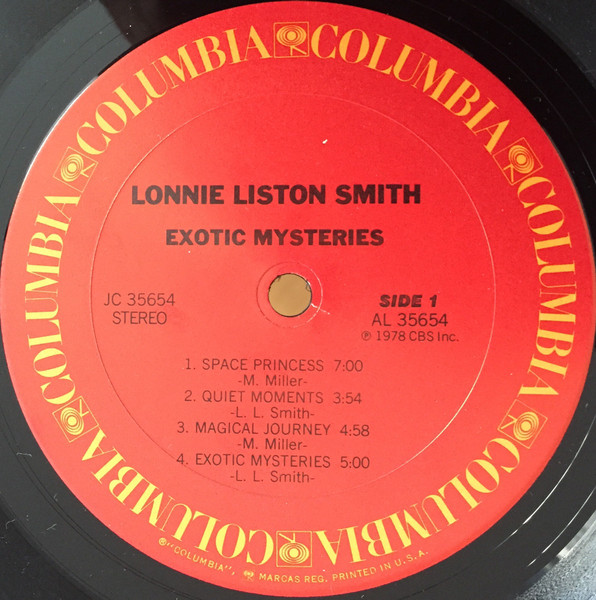 COLUMBIA COLUMBIA COLUMBIA COLUMBIA COLUMBIA COLUMBIA
LONNIE LISTON SMITH
EXOTIC MYSTERIES
JC 35654
STEREO
SIDE 1
AL 35654
℗ 1978 CBS Inc.
1. SPACE PRINCESS 7:00
-M. Miller-
2. QUIET MOMENTS 3:54
-L. L. Smith-
3. MAGICAL JOURNEY 4:58
-M. Miller-
4. EXOTIC MYSTERIES 5:00
-L. L. Smith-
®"COLUMBIA", MARCAS REG. PRINTED IN U.S.A.